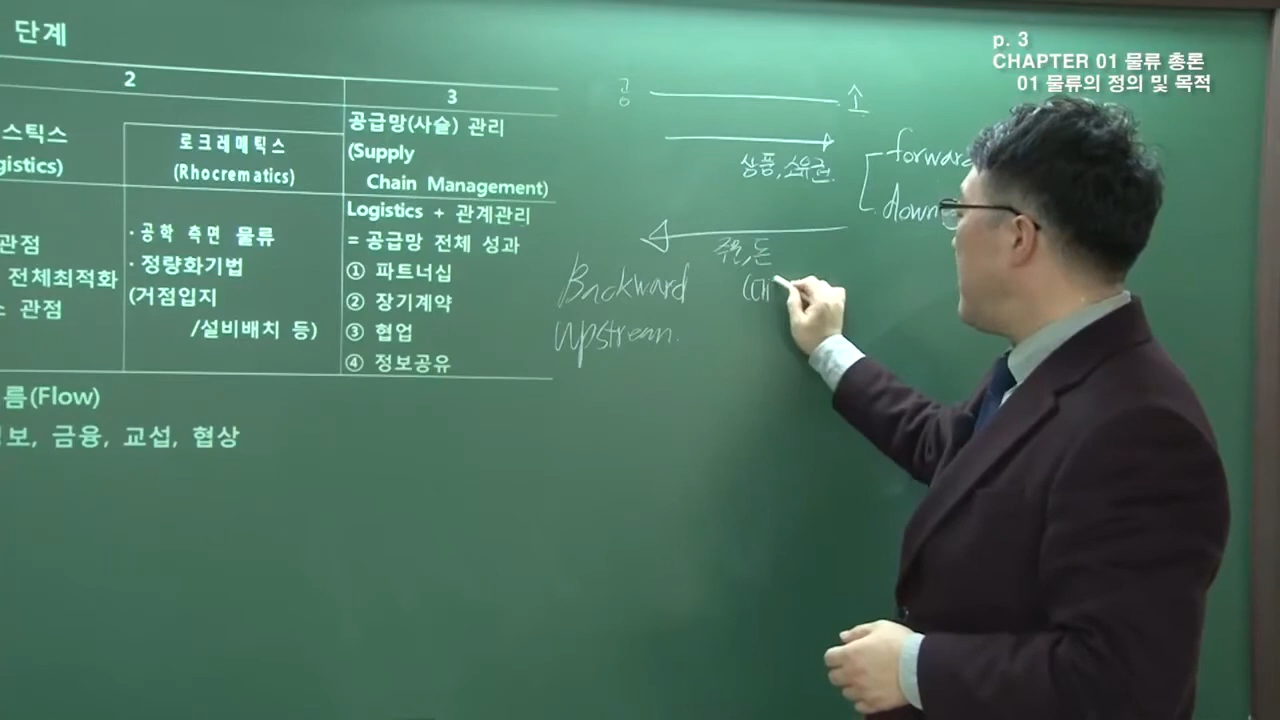 p. 3
CHAPTER 01 물류 총론
01 물류의 정의 및 목적
단계
2
3
스틱스
gistics)
로크레매틱스
(Rhocrematics)
공급망(사슬) 관리
(Supply
Chain Management)
관점
전체최적화
관점
· 공학 측면 물류
· 정량화기법
(거점입지
/설비배치 등)
Logistics + 관계관리
= 공급망 전체 성과
① 파트너십
② 장기계약
③ 협업
④ 정보공유
름(Flow)
보, 금융, 교섭, 협상
공
소
상품, 소유권.
forward
down
주문, 돈
(대
Backward
upstream.